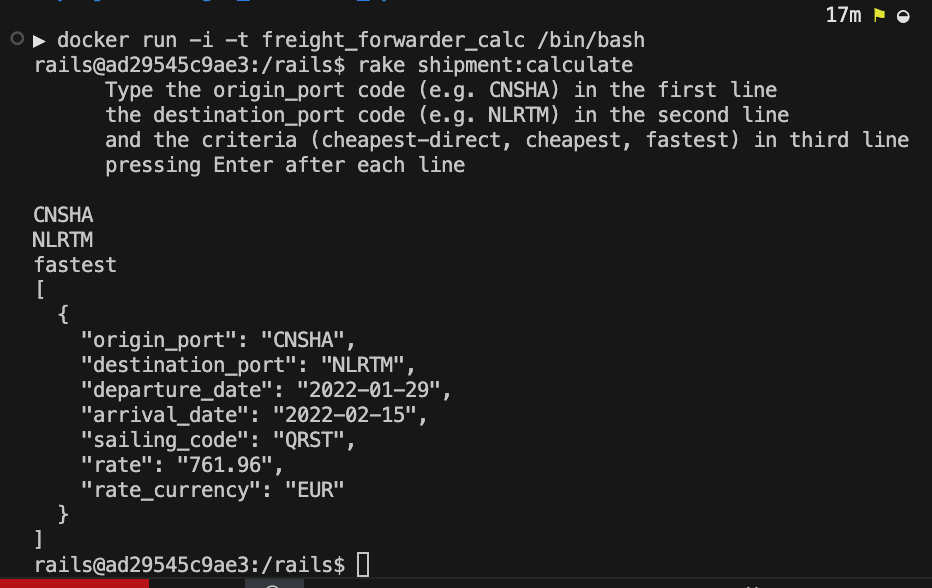 17m
docker run -i -t freight_forwarder_calc /bin/bash
rails@ad29545c9ae3:/rails$ rake shipment:calculate
Type the origin_port code (e.g. CNSHA) in the first line
the destination_port code (e.g. NLRTM) in the second line
and the criteria (cheapest-direct, cheapest, fastest) in third line
pressing Enter after each line
CNSHA
NLRTM
fastest
[
{
"origin_port": "CNSHA",
"destination_port": "NLRTM",
"departure_date": "2022-01-29",
"arrival_date": "2022-02-15",
"sailing_code": "QRST",
"rate": "761.96",
"rate_currency": "EUR"
}
]
rails@ad29545c9ae3:/rails$